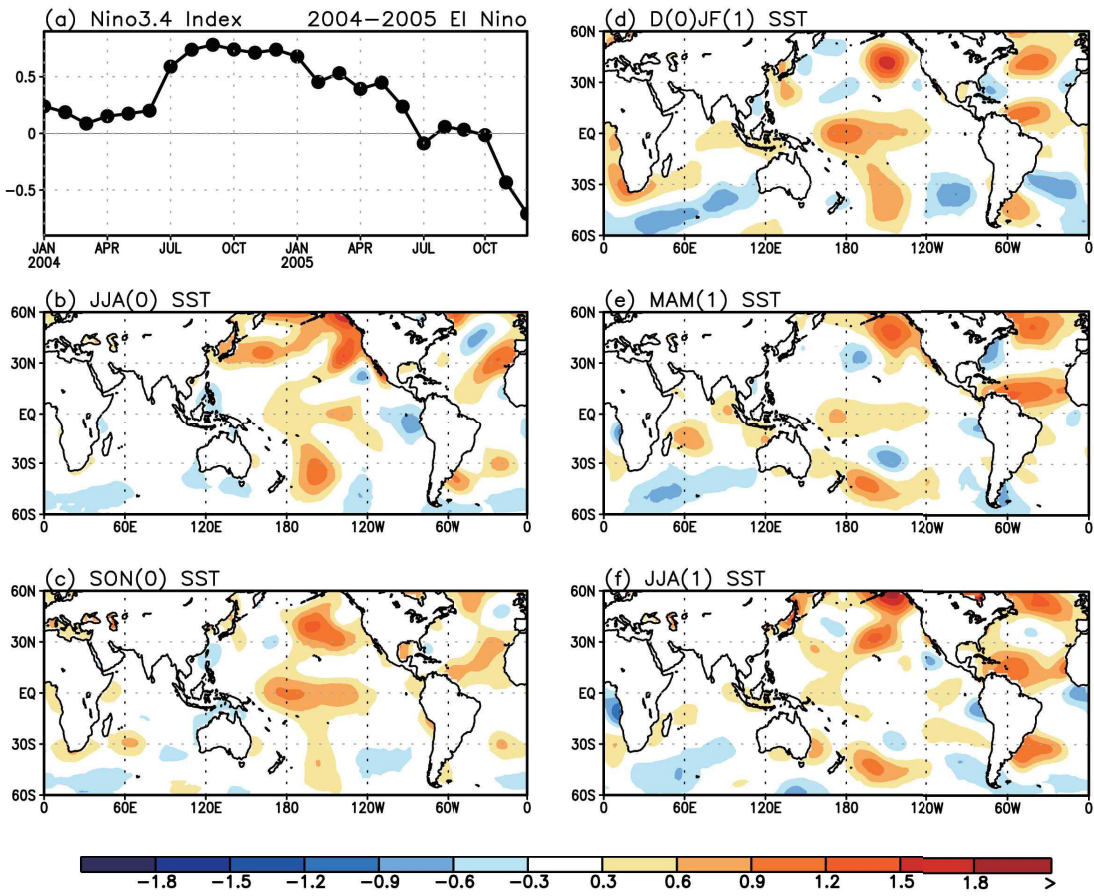 (a) Nino3.4 Index 2004-2005 El Nino
0.5
0
-0.5
JAN APR JUL OCT JAN APR JUL OCT
2004 2005
(b) JJA(0) SST
60N
30N
EQ
30S
60S
0 60E 120E 180 120W 60W 0
(c) SON(0) SST
60N
30N
EQ
30S
60S
0 60E 120E 180 120W 60W 0
(d) D(0)JF(1) SST
60N
30N
EQ
30S
60S
0 60E 120E 180 120W 60W 0
(e) MAM(1) SST
60N
30N
EQ
30S
60S
0 60E 120E 180 120W 60W 0
(f) JJA(1) SST
60N
30N
EQ
30S
60S
0 60E 120E 180 120W 60W 0
-1.8 -1.5 -1.2 -0.9 -0.6 -0.3 0.3 0.6 0.9 1.2 1.5 1.8 >